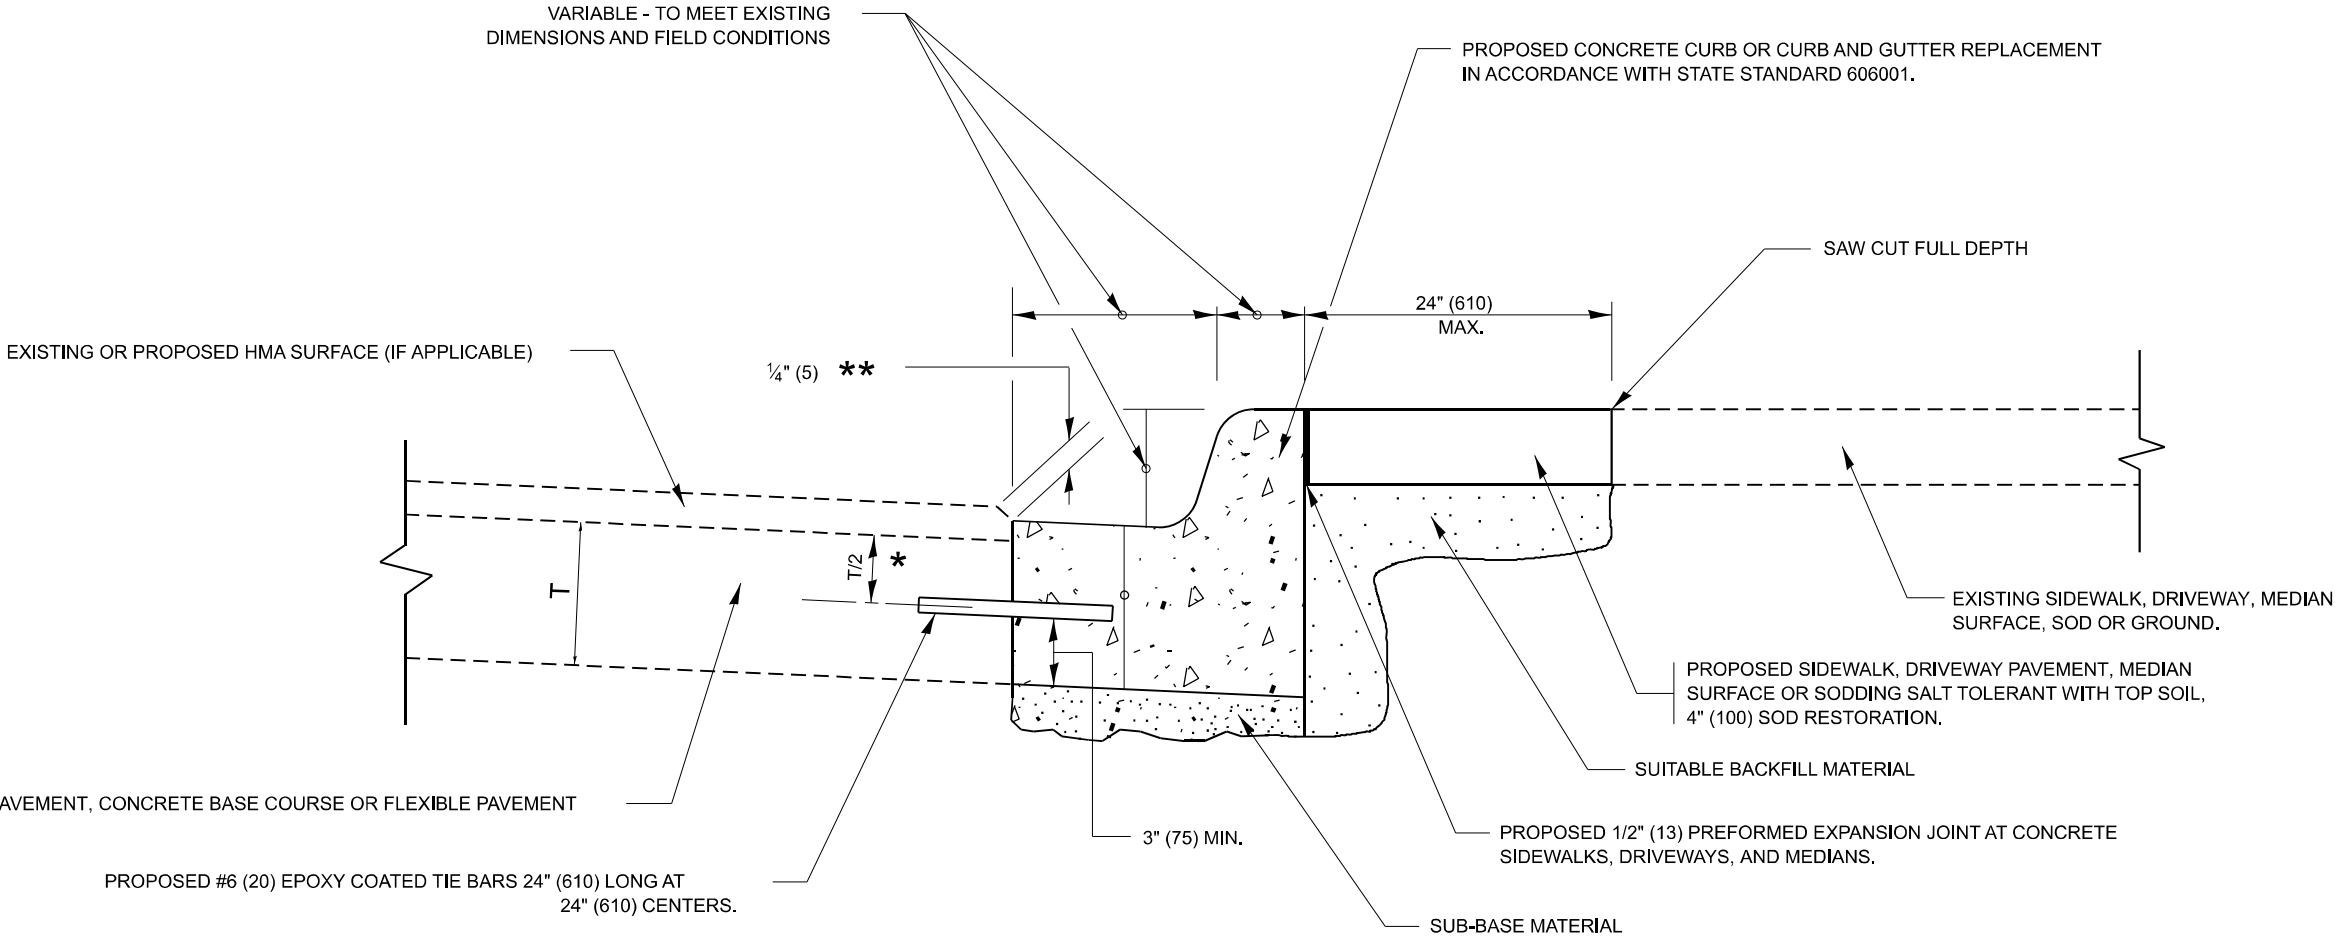 VARIABLE - TO MEET EXISTING
DIMENSIONS AND FIELD CONDITIONS
PROPOSED CONCRETE CURB OR CURB AND GUTTER REPLACEMENT
IN ACCORDANCE WITH STATE STANDARD 606001.
SAW CUT FULL DEPTH
24" (610)
MAX.
EXISTING OR PROPOSED HMA SURFACE (IF APPLICABLE)
¼" (5) **
T/2 *
T
EXISTING SIDEWALK, DRIVEWAY, MEDIAN
SURFACE, SOD OR GROUND.
PROPOSED SIDEWALK, DRIVEWAY PAVEMENT, MEDIAN
SURFACE OR SODDING SALT TOLERANT WITH TOP SOIL,
4" (100) SOD RESTORATION.
SUITABLE BACKFILL MATERIAL
AVEMENT, CONCRETE BASE COURSE OR FLEXIBLE PAVEMENT
3" (75) MIN.
PROPOSED 1/2" (13) PREFORMED EXPANSION JOINT AT CONCRETE
SIDEWALKS, DRIVEWAYS, AND MEDIANS.
PROPOSED #6 (20) EPOXY COATED TIE BARS 24" (610) LONG AT
24" (610) CENTERS.
SUB-BASE MATERIAL